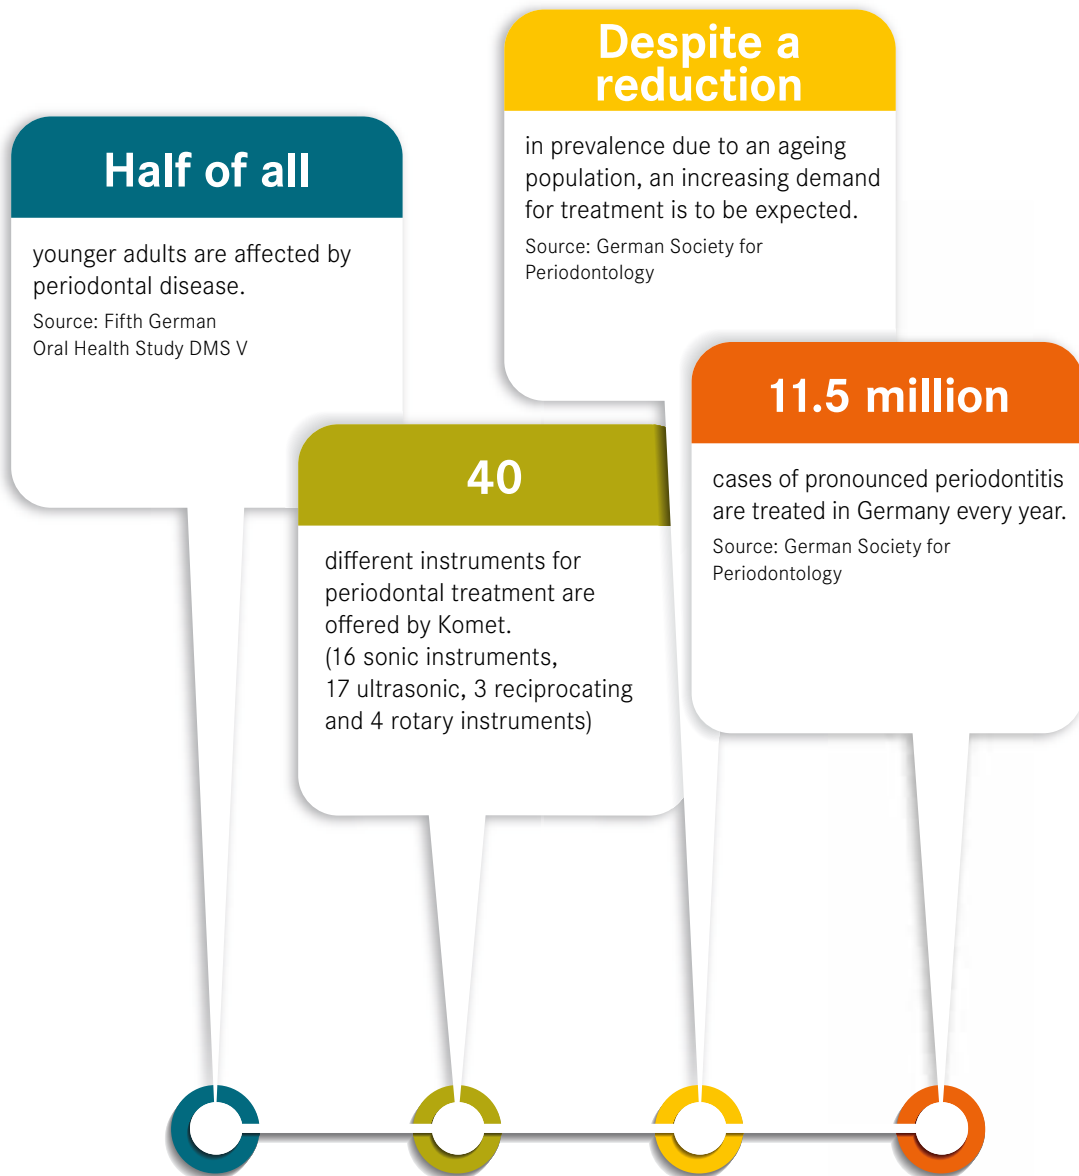 Half of all
younger adults are affected by
periodontal disease.
Source: Fifth German
Oral Health Study DMS V
40
different instruments for
periodontal treatment are
offered by Komet.
(16 sonic instruments,
17 ultrasonic, 3 reciprocating
and 4 rotary instruments)
Despite a
reduction
in prevalence due to an ageing
population, an increasing demand
for treatment is to be expected.
Source: German Society for
Periodontology
11.5 million
cases of pronounced periodontitis
are treated in Germany every year.
Source: German Society for
Periodontology